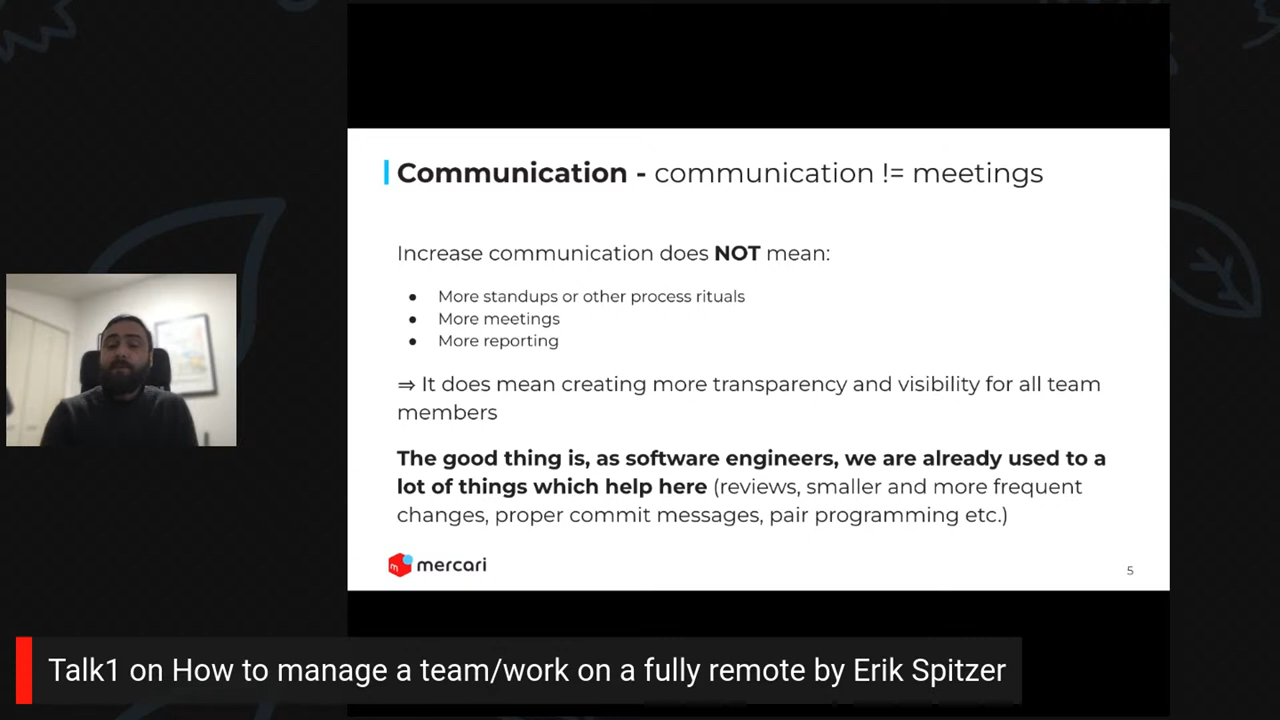 Communication - communication != meetings
Increase communication does NOT mean:
● More standups or other process rituals
● More meetings
● More reporting
⇒ It does mean creating more transparency and visibility for all team
members
The good thing is, as software engineers, we are already used to a
lot of things which help here (reviews, smaller and more frequent
changes, proper commit messages, pair programming etc.)
m mercari
5
Talk1 on How to manage a team/work on a fully remote by Erik Spitzer